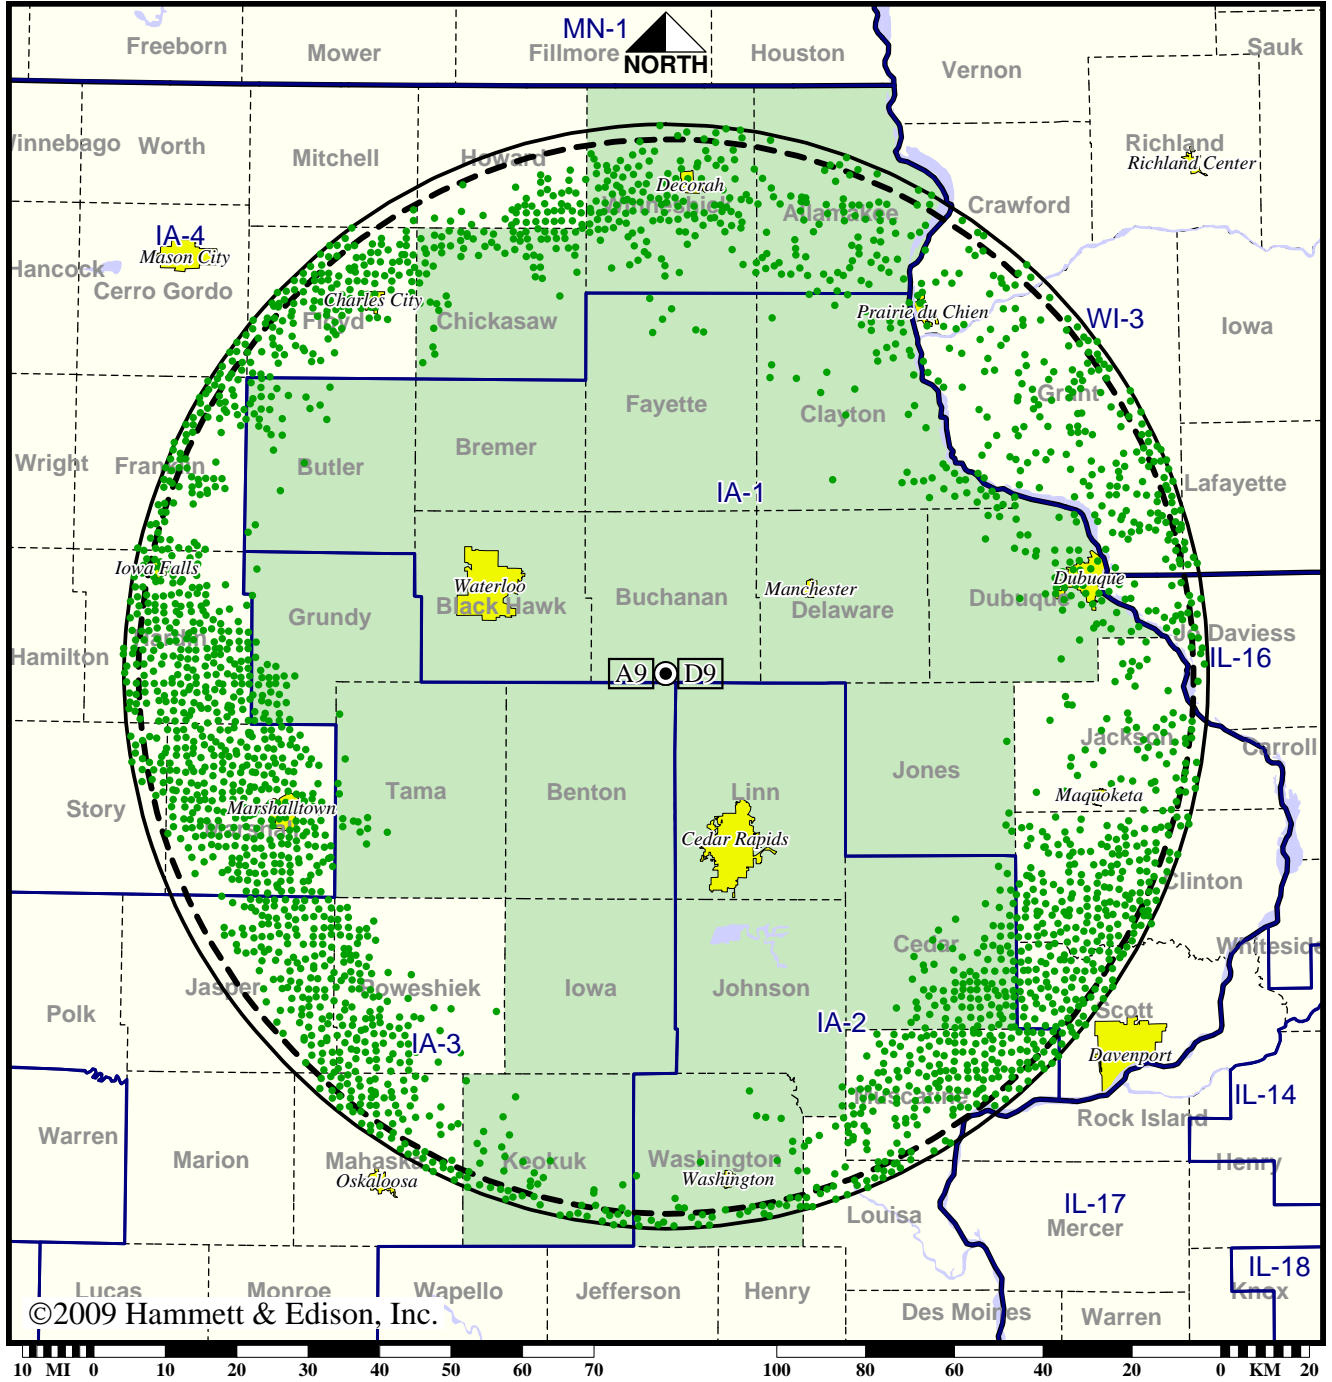 MN-1
Freeborn
Mower
Fillmore
Houston
Sauk
NORTH
Vernon
Winnebago
Worth
Mitchell
Howard
Richland
Richland Center
Decorah
Winneshiek
Allamakee
Crawford
IA-4
Mason City
Hancock
Cerro Gordo
Charles City
Floyd
Chickasaw
Prairie du Chien
WI-3
Iowa
Fayette
Clayton
Grant
Bremer
Wright
Franklin
Butler
IA-1
Lafayette
Iowa Falls
Waterloo
Black Hawk
Buchanan
Manchester
Delaware
Dubuque
Dubuque
Grundy
Hardin
Hamilton
Jo Daviess
IL-16
A9
D9
Jackson
Carroll
Jones
Tama
Benton
Linn
Maquoketa
Story
Marshalltown
Marshall
Cedar Rapids
Clinton
Cedar
Whiteside
Jasper
Poweshiek
Iowa
Johnson
Polk
Scott
IA-2
IA-3
Davenport
Muscatine
IL-14
Rock Island
Warren
Marion
Mahaska
Oskaloosa
Keokuk
Washington
Washington
Henry
IL-17
Louisa
Mercer
IL-18
Lucas
Monroe
Wapello
Jefferson
Henry
Knox
Des Moines
Warren
©2009 Hammett & Edison, Inc.
10 MI 0 10 20 30 40 50 60 70 100 80 60 40 20 0 KM 20